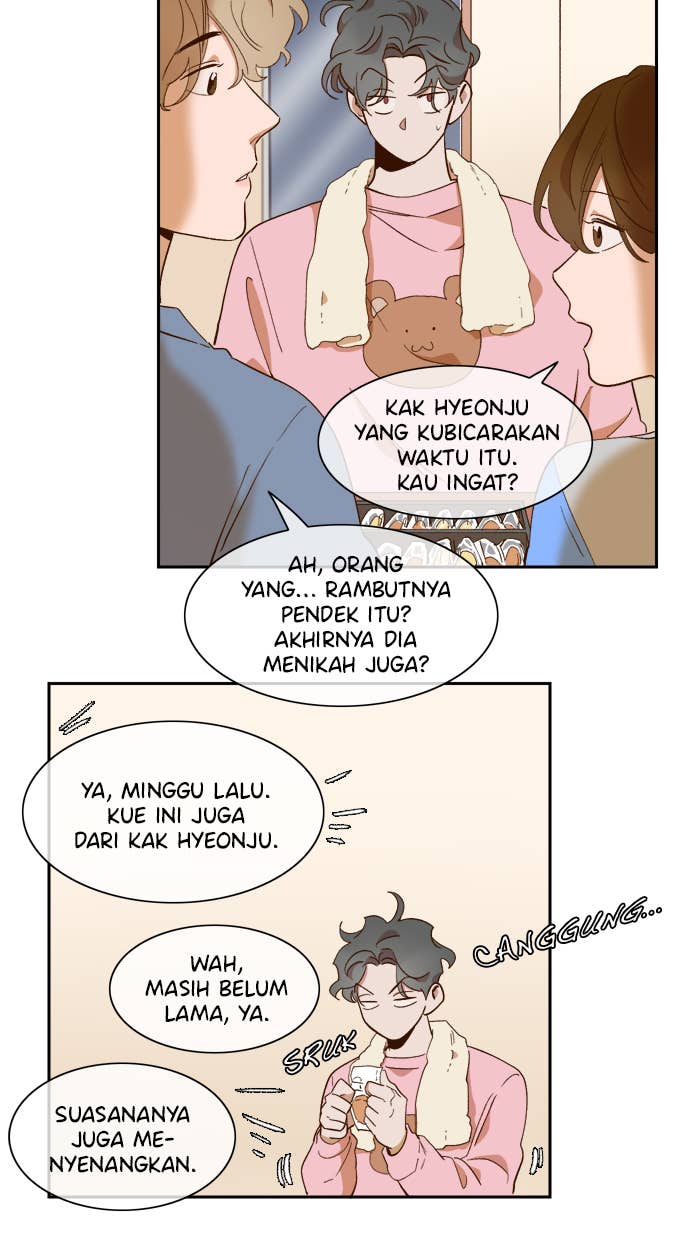 KAK HYEONJU
YANG KUBICARAKAN
WAKTU ITU.
KAU INGAT?
AH, ORANG
YANG... RAMBUTNYA
PENDEK ITU?
AKHIRNYA DIA
MENIKAH JUGA?
YA, MINGGU LALU.
KUE INI JUGA
DARI KAK HYEONJU.
CANGGUNG...
WAH,
MASIH BELUM
LAMA, YA.
SRUK
SUASANANYA
JUGA ME-
NYENANGKAN.